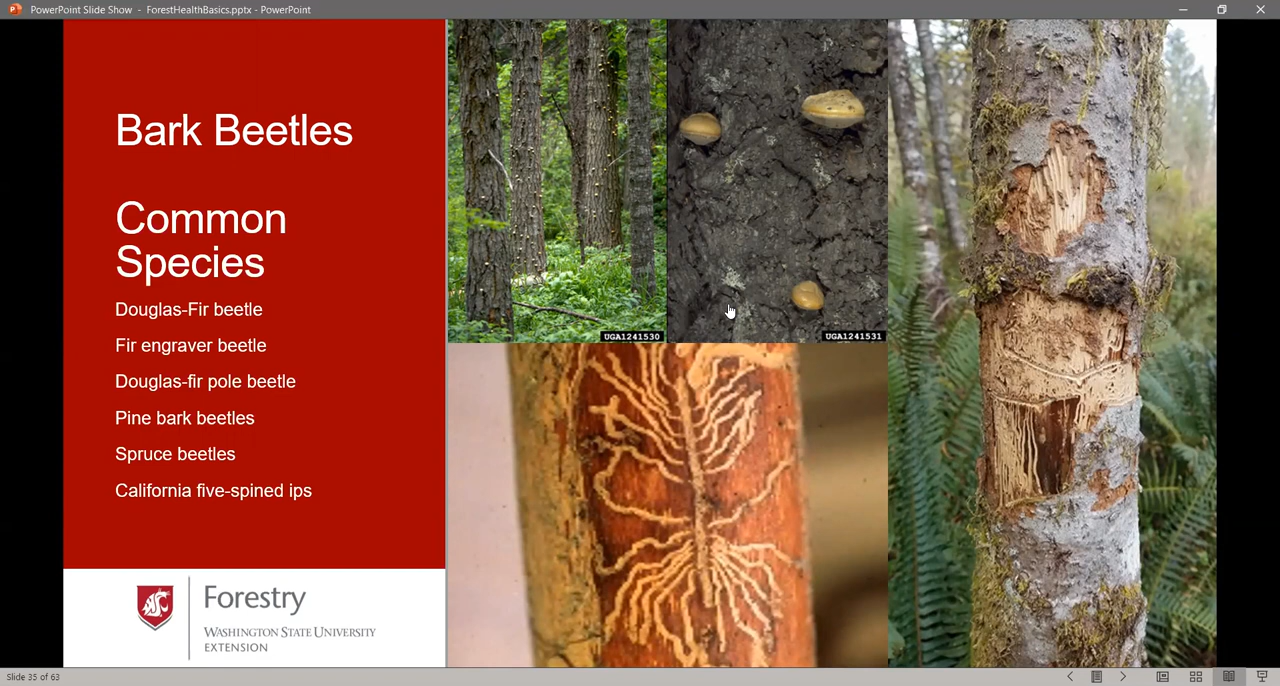 PowerPoint Slide Show - ForestHealthBasics.pptx - PowerPoint
Bark Beetles
Common
Species
Douglas-Fir beetle
Fir engraver beetle
Douglas-fir pole beetle
Pine bark beetles
Spruce beetles
California five-spined ips
UGA1241530
UGA1241531
Forestry
WASHINGTON STATE UNIVERSITY
EXTENSION
Slide 35 of 63